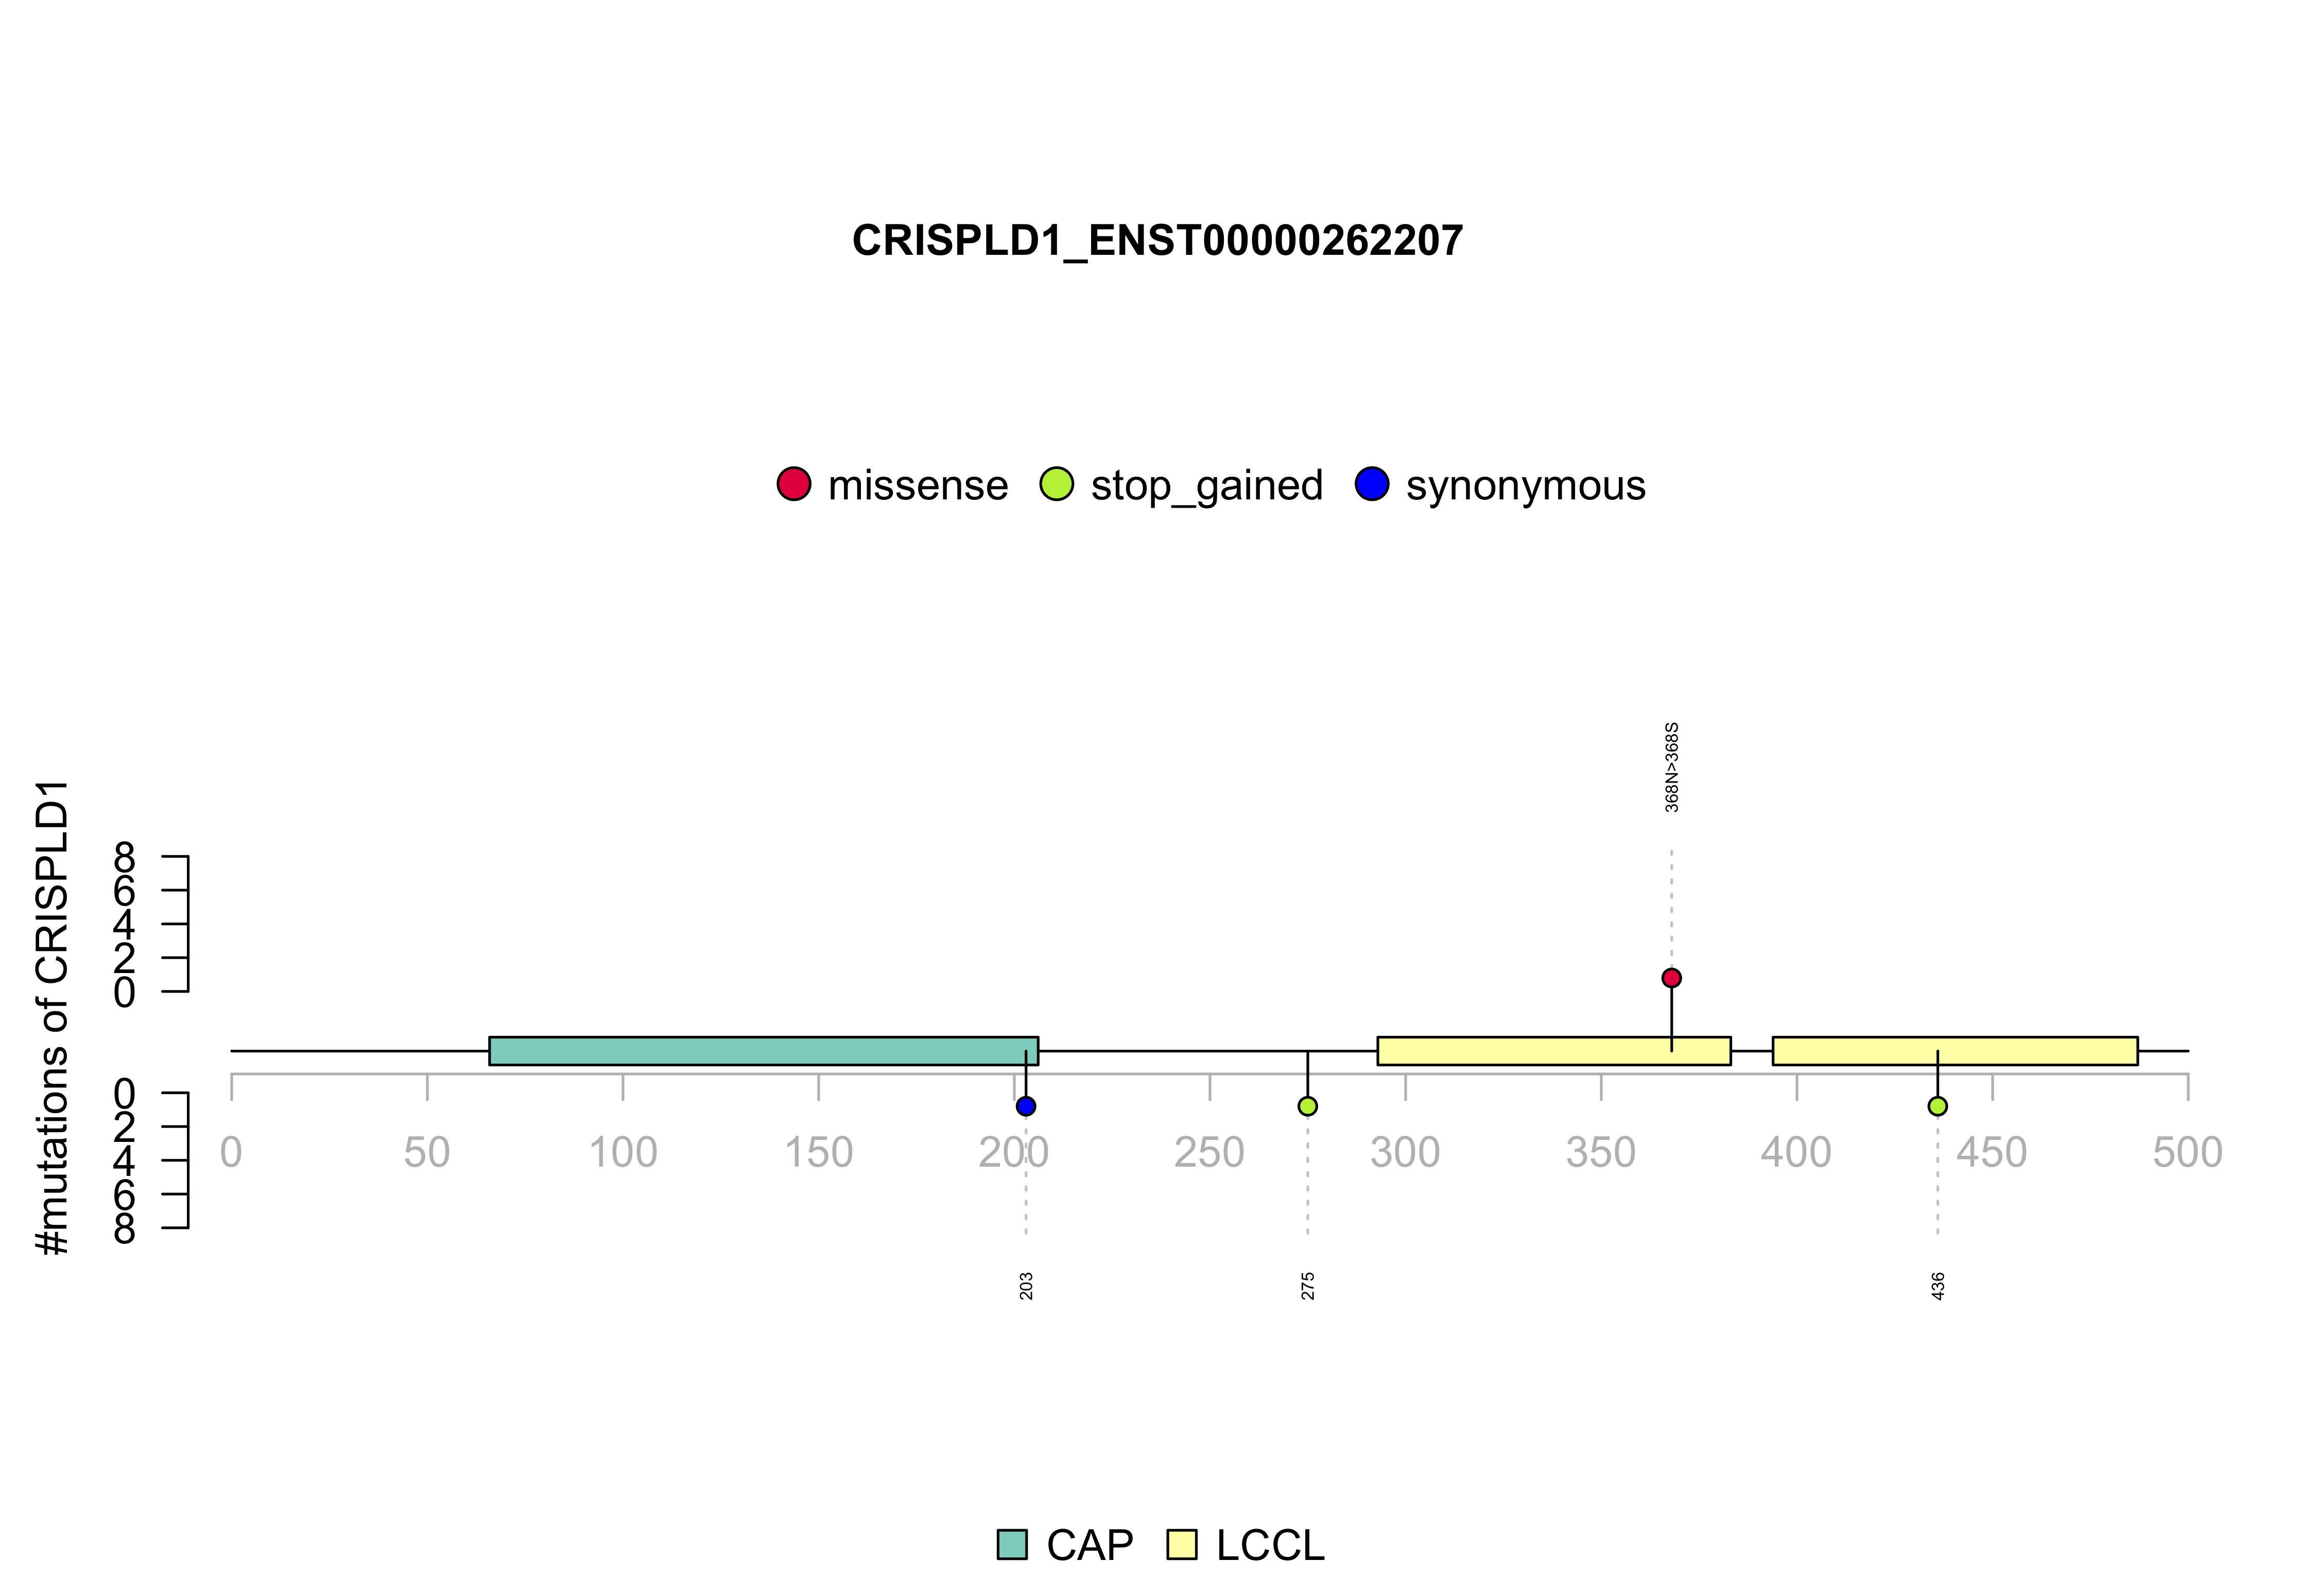 CRISPLD1_ENST00000262207
missense stop_gained synonymous
368N>368S
#mutations of CRISPLD1
8
6
4
2
0
0
2
4
6
8
0 50 100 150 200 250 300 350 400 450 500
203 275 436
CAP LCCL